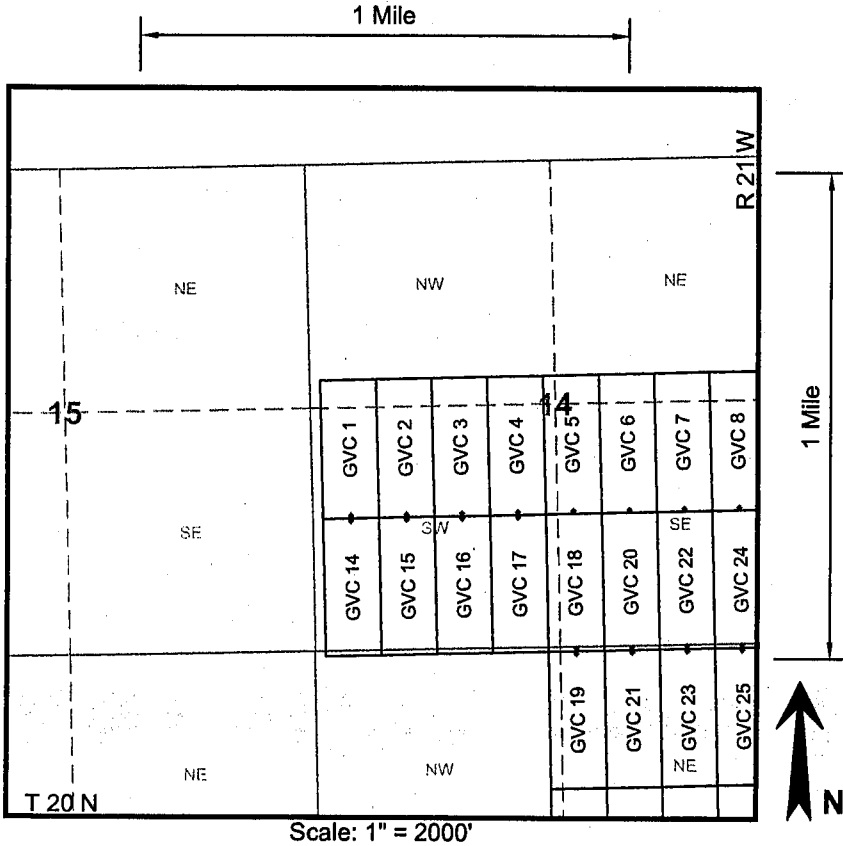 1 Mile
R 21 W
NE
NW
NE
1 Mile
15
14
GVC 1
GVC 2
GVC 3
GVC 4
GVC 5
GVC 6
GVC 7
GVC 8
SE
SW
SE
GVC 14
GVC 15
GVC 16
GVC 17
GVC 18
GVC 20
GVC 22
GVC 24
GVC 19
GVC 21
GVC 23
GVC 25
NE
NW
NE
T 20 N
N
Scale: 1" = 2000'